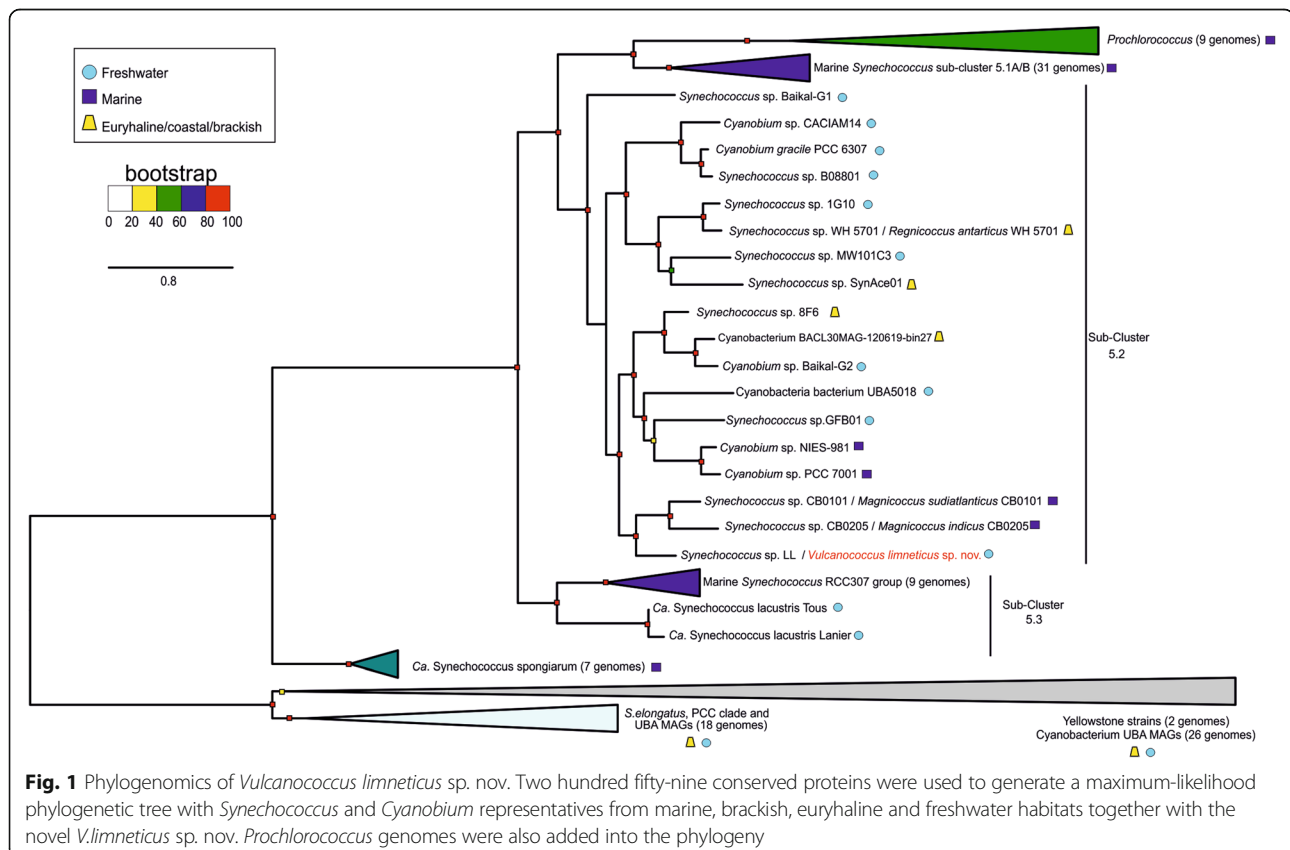 Freshwater
Marine
Euryhaline/coastal/brackish
bootstrap
0 20 40 60 80 100
0.8
Prochlorococcus (9 genomes)
Marine Synechococcus sub-cluster 5.1A/B (31 genomes)
Synechococcus sp. Baikal-G1
Cyanobium sp. CACIAM14
Cyanobium gracile PCC 6307
Synechococcus sp. B08801
Synechococcus sp. 1G10
Synechococcus sp. WH 5701 / Regnicoccus antarticus WH 5701
Synechococcus sp. MW101C3
Synechococcus sp. SynAce01
Synechococcus sp. 8F6
Cyanobacterium BACL30MAG-120619-bin27
Cyanobium sp. Baikal-G2
Cyanobacteria bacterium UBA5018
Synechococcus sp.GFB01
Cyanobium sp. NIES-981
Cyanobium sp. PCC 7001
Synechococcus sp. CB0101 / Magnicoccus sudiatlanticus CB0101
Synechococcus sp. CB0205 / Magnicoccus indicus CB0205
Synechococcus sp. LL / Vulcanococcus limneticus sp. nov.
Sub-Cluster
5.2
Marine Synechococcus RCC307 group (9 genomes)
Ca. Synechococcus lacustris Tous
Ca. Synechococcus lacustris Lanier
Sub-Cluster
5.3
Ca. Synechococcus spongiarum (7 genomes)
S.elongatus, PCC clade and
UBA MAGs (18 genomes)
Yellowstone strains (2 genomes)
Cyanobacterium UBA MAGs (26 genomes)
Fig. 1 Phylogenomics of Vulcanococcus limneticus sp. nov. Two hundred fifty-nine conserved proteins were used to generate a maximum-likelihood
phylogenetic tree with Synechococcus and Cyanobium representatives from marine, brackish, euryhaline and freshwater habitats together with the
novel V.limneticus sp. nov. Prochlorococcus genomes were also added into the phylogeny